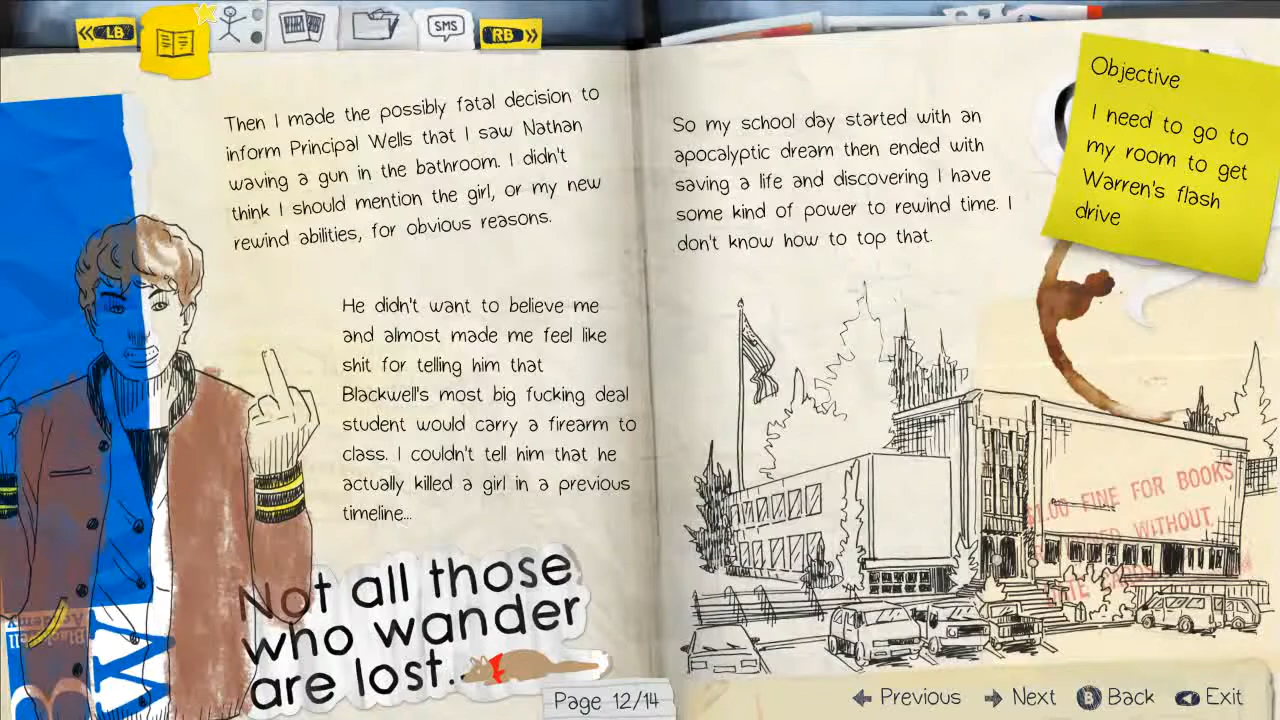 LB
SMS
RB
Then I made the possibly fatal decision to
inform Principal Wells that I saw Nathan
waving a gun in the bathroom. I didn't
think I should mention the girl, or my new
rewind abilities, for obvious reasons.
He didn't want to believe me
and almost made me feel like
shit for telling him that
Blackwell's most big fucking deal
student would carry a firearm to
class. I couldn't tell him that he
actually killed a girl in a previous
timeline...
Not all those
who wander
are lost.
Blackwell
Academy
So my school day started with an
apocalyptic dream then ended with
saving a life and discovering I have
some kind of power to rewind time. I
don't know how to top that.
Objective
I need to go to
my room to get
Warren's flash
drive
FINE FOR BOOKS
WITHOUT
Page 12/14
Previous
Next
B Back
Exit